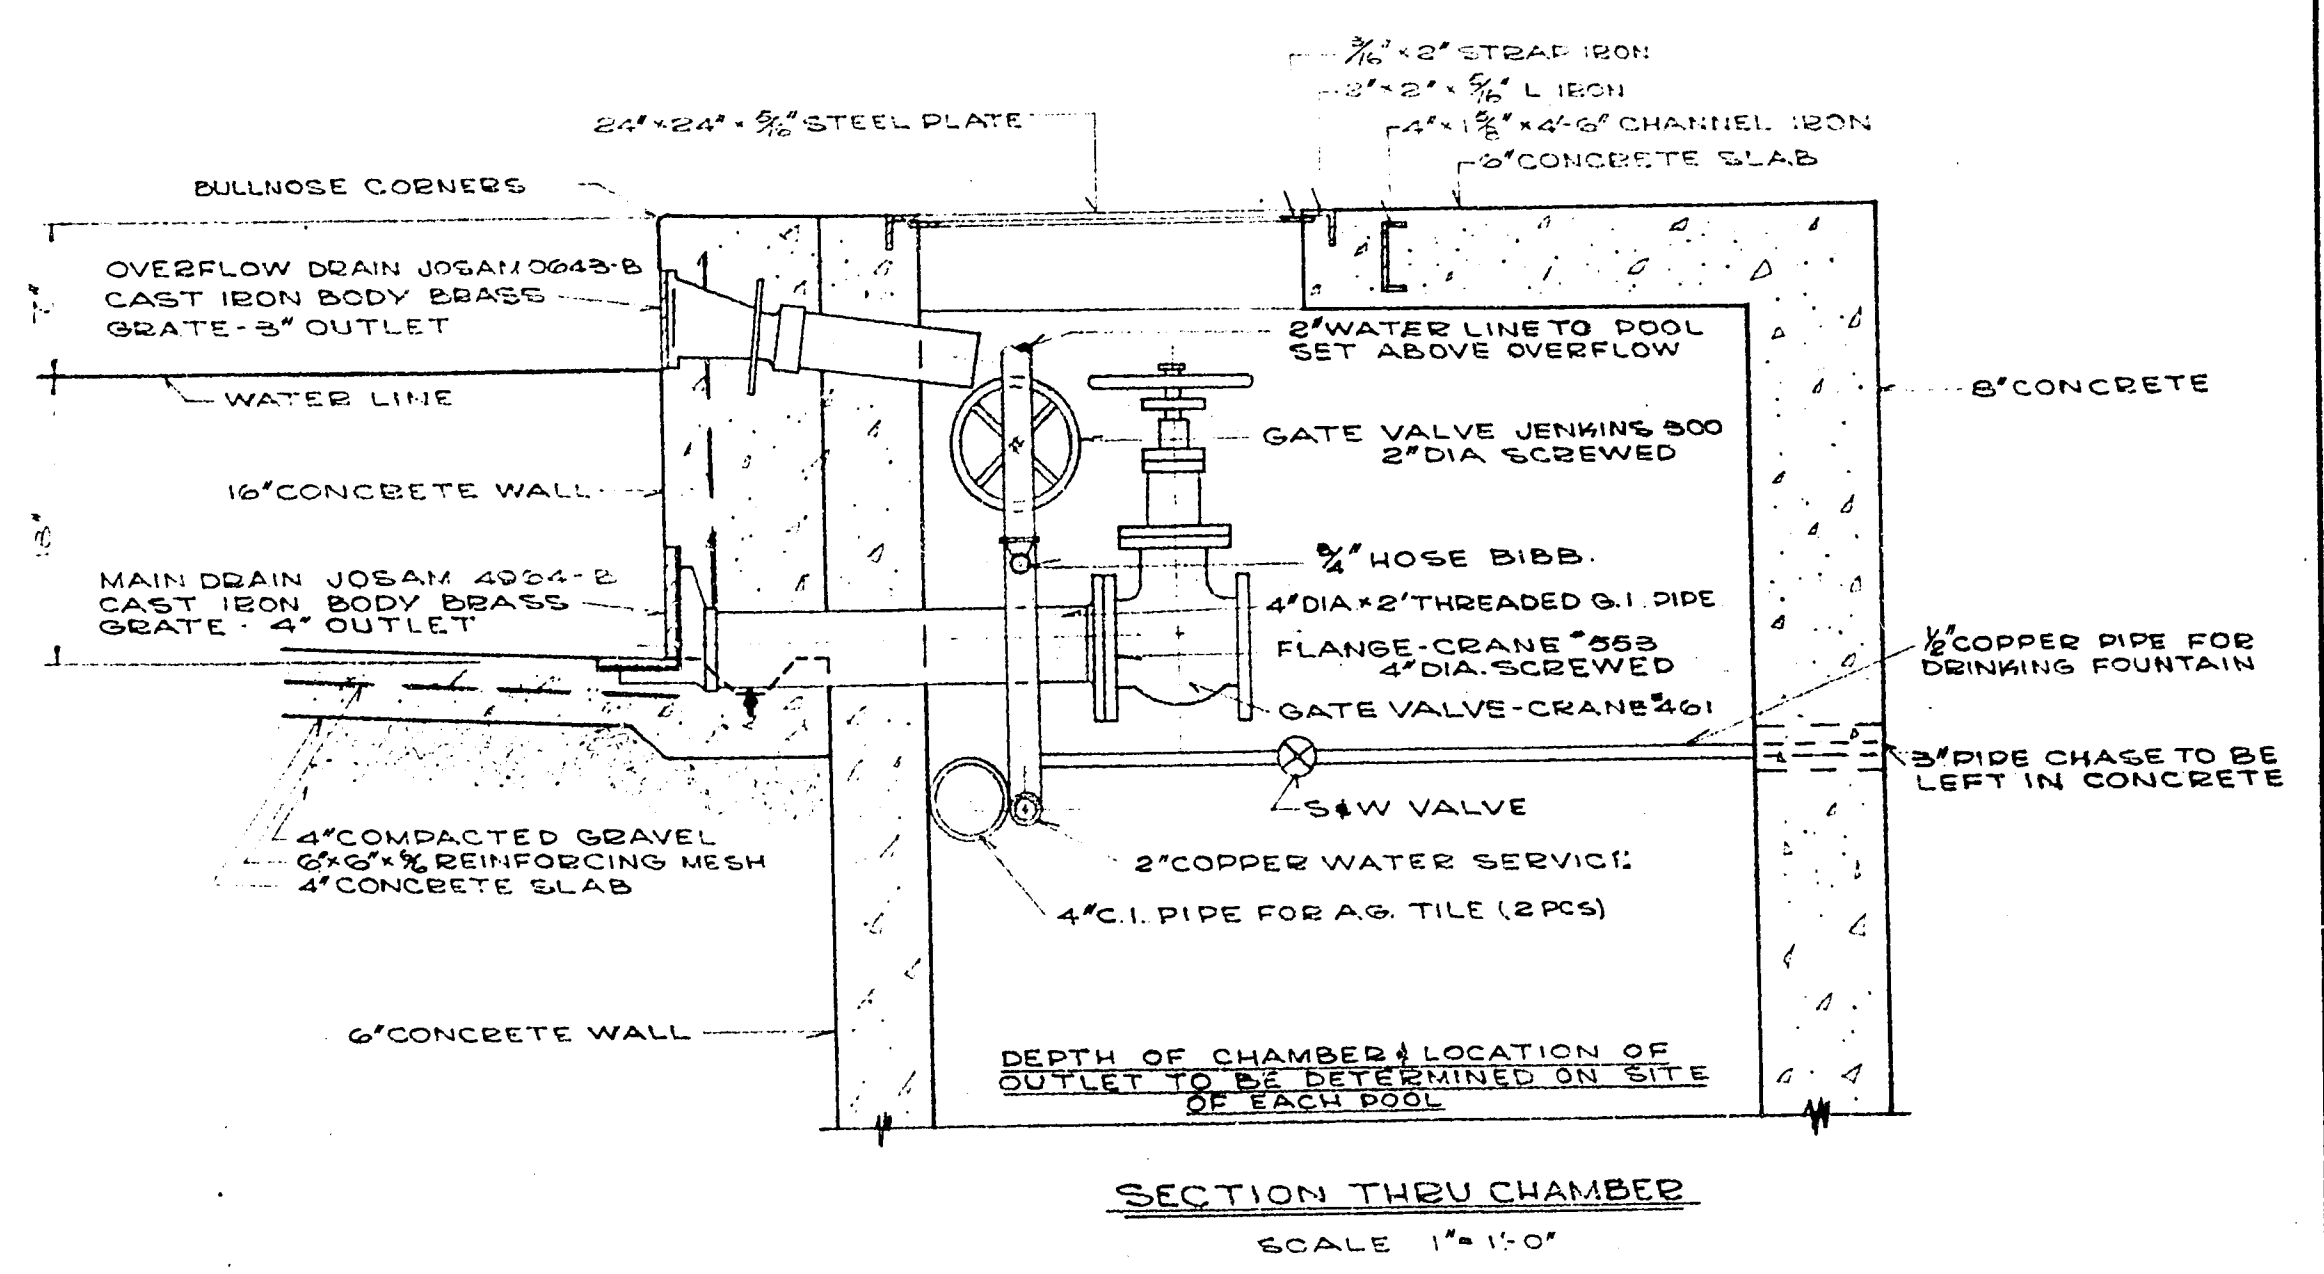 3/16" × 2" STRAP IRON
2" × 2" × 5/16" L IRON
24" × 24" × 5/16" STEEL PLATE
4" × 1 5/8" × 4'-6" CHANNEL IRON
6" CONCRETE SLAB
BULLNOSE CORNERS
OVERFLOW DRAIN JOSAM
CAST IRON BODY BRASS
GRATE - 3" OUTLET
7"
2" WATER LINE TO POOL
SET ABOVE OVERFLOW
WATER LINE
8" CONCRETE
GATE VALVE JENKINS 300
2" DIA SCREWED
16" CONCRETE WALL
18"
3/4" HOSE BIBB.
MAIN DRAIN JOSAM
CAST IRON BODY BRASS
GRATE - 4" OUTLET
4" DIA × 2' THREADED G.I. PIPE
FLANGE - CRANE #553
4" DIA. SCREWED
GATE VALVE - CRANE #461
1/2" COPPER PIPE FOR
DRINKING FOUNTAIN
3" PIPE CHASE TO BE
LEFT IN CONCRETE
S&W VALVE
4" COMPACTED GRAVEL
6" × 6" × 6/6 REINFORCING MESH
4" CONCRETE SLAB
2" COPPER WATER SERVICE
4" C.I. PIPE FOR A.G. TILE (2 PCS)
6" CONCRETE WALL
DEPTH OF CHAMBER & LOCATION OF
OUTLET TO BE DETERMINED ON SITE
OF EACH POOL
SECTION THRU CHAMBER
SCALE 1" = 1'-0"